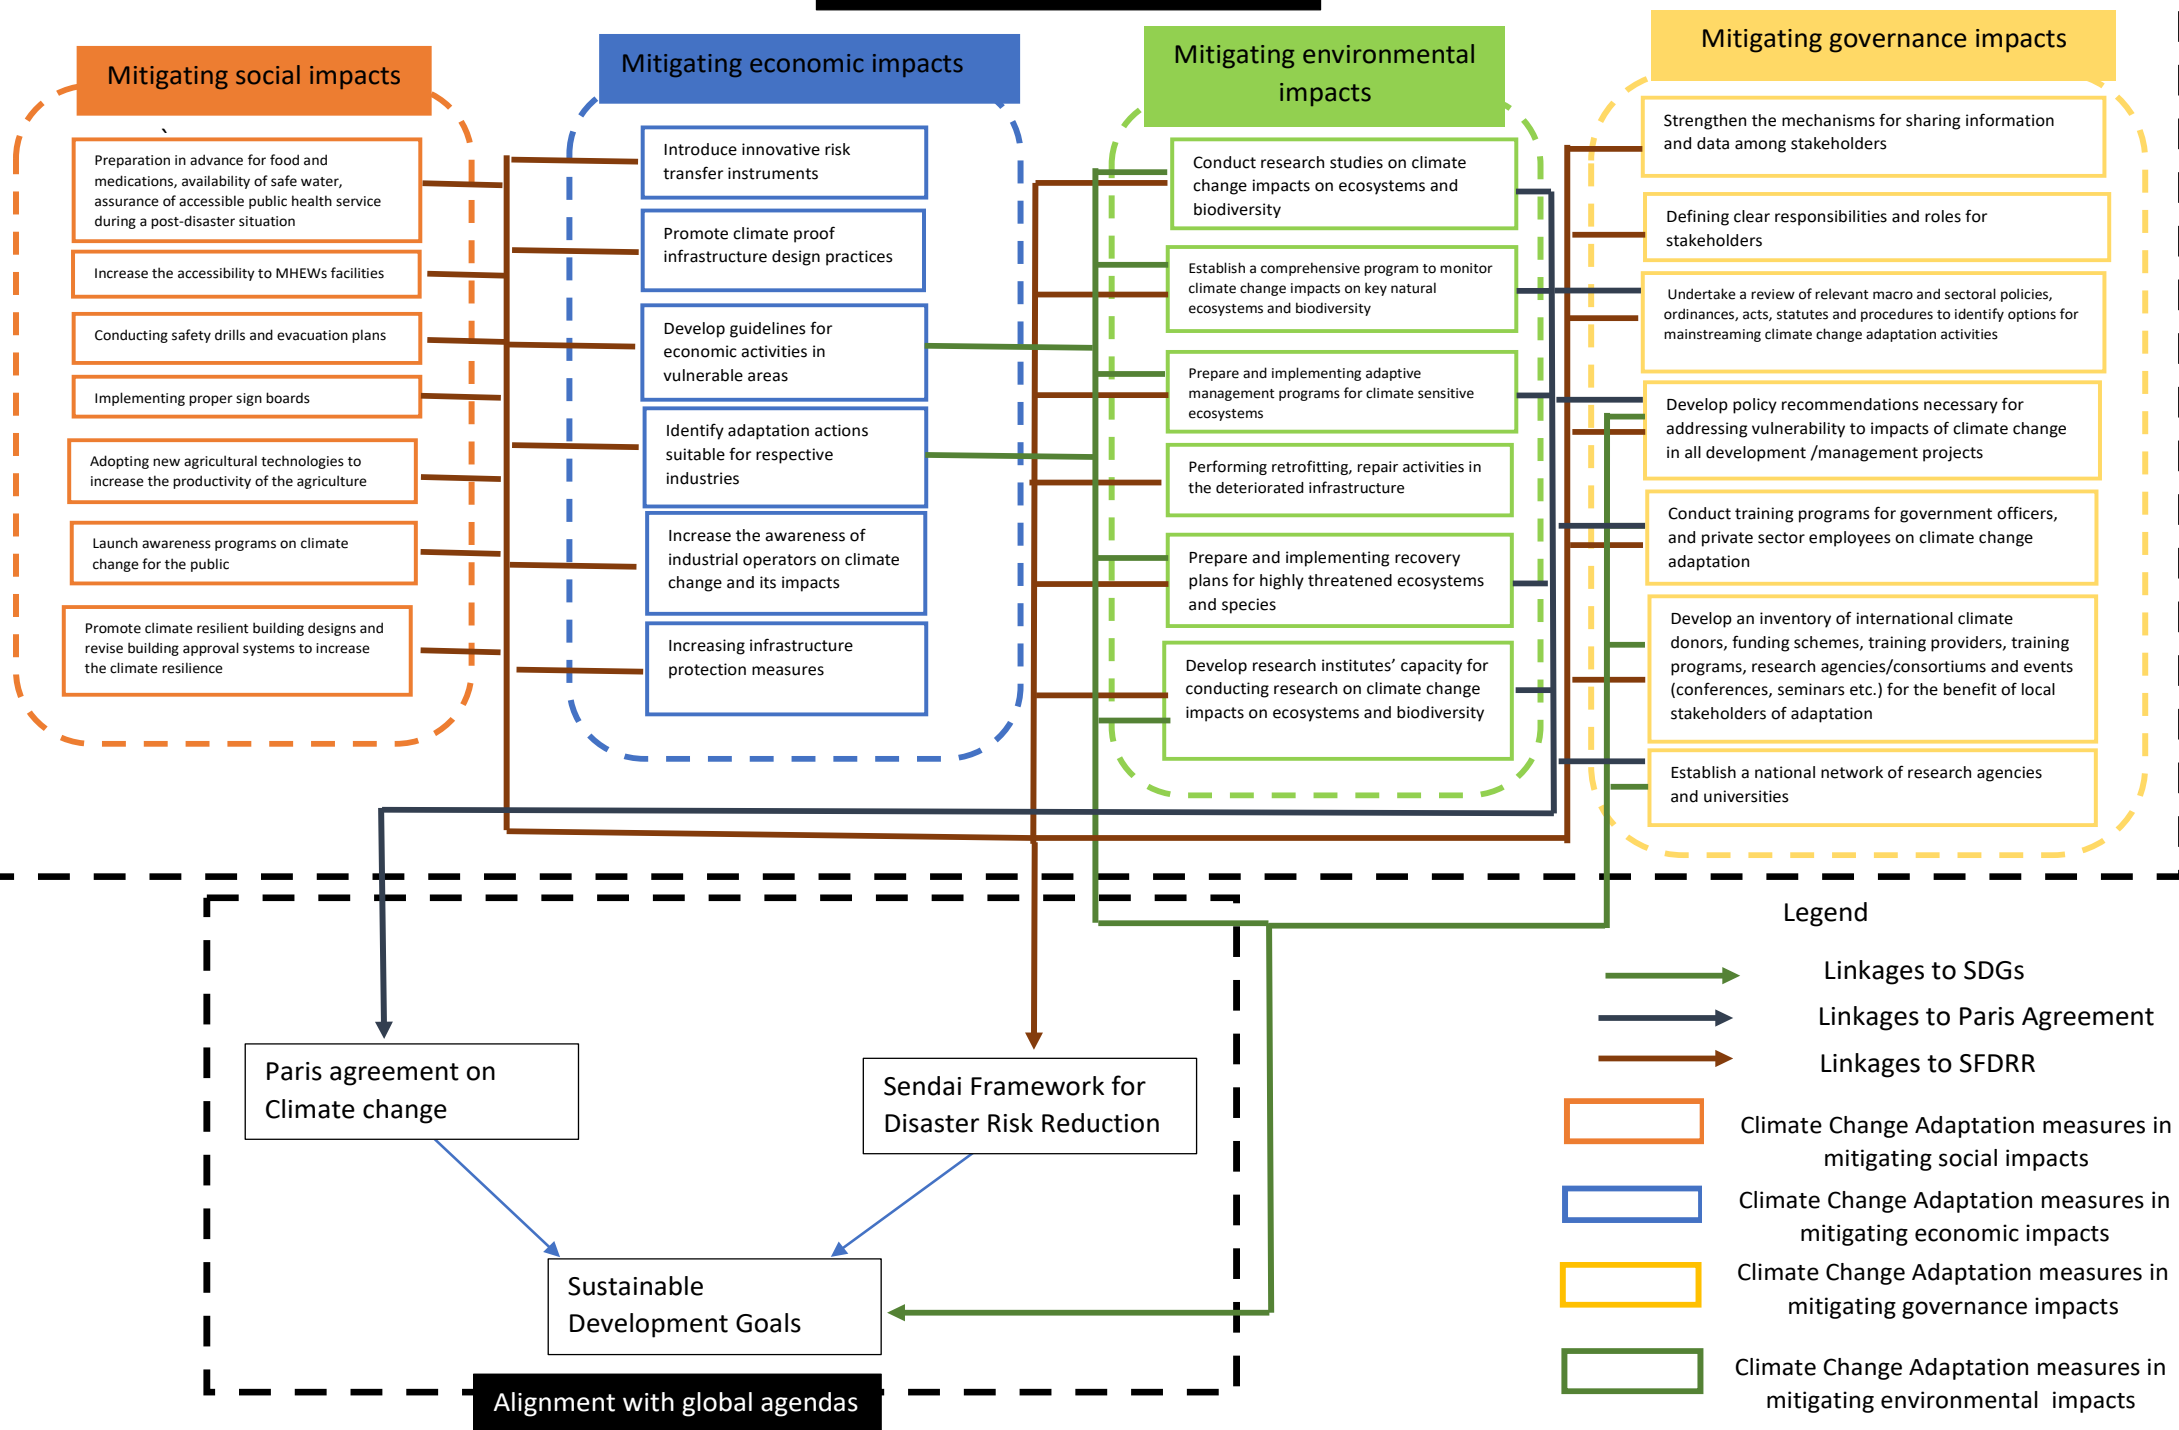 Mitigating social impacts
`
Preparation in advance for food and
medications, availability of safe water,
assurance of accessible public health service
during a post-disaster situation
Increase the accessibility to MHEWs facilities
Conducting safety drills and evacuation plans
Implementing proper sign boards
Adopting new agricultural technologies to
increase the productivity of the agriculture
Launch awareness programs on climate
change for the public
Promote climate resilient building designs and
revise building approval systems to increase
the climate resilience
Mitigating economic impacts
Introduce innovative risk
transfer instruments
Promote climate proof
infrastructure design practices
Develop guidelines for
economic activities in
vulnerable areas
Identify adaptation actions
suitable for respective
industries
Increase the awareness of
industrial operators on climate
change and its impacts
Increasing infrastructure
protection measures
Mitigating environmental
impacts
Conduct research studies on climate
change impacts on ecosystems and
biodiversity
Establish a comprehensive program to monitor
climate change impacts on key natural
ecosystems and biodiversity
Prepare and implementing adaptive
management programs for climate sensitive
ecosystems
Performing retrofitting, repair activities in
the deteriorated infrastructure
Prepare and implementing recovery
plans for highly threatened ecosystems
and species
Develop research institutes’ capacity for
conducting research on climate change
impacts on ecosystems and biodiversity
Mitigating governance impacts
Strengthen the mechanisms for sharing information
and data among stakeholders
Defining clear responsibilities and roles for
stakeholders
Undertake a review of relevant macro and sectoral policies,
ordinances, acts, statutes and procedures to identify options for
mainstreaming climate change adaptation activities
Develop policy recommendations necessary for
addressing vulnerability to impacts of climate change
in all development /management projects
Conduct training programs for government officers,
and private sector employees on climate change
adaptation
Develop an inventory of international climate
donors, funding schemes, training providers, training
programs, research agencies/consortiums and events
(conferences, seminars etc.) for the benefit of local
stakeholders of adaptation
Establish a national network of research agencies
and universities
Paris agreement on
Climate change
Sendai Framework for
Disaster Risk Reduction
Sustainable
Development Goals
Alignment with global agendas
Legend
Linkages to SDGs
Linkages to Paris Agreement
Linkages to SFDRR
Climate Change Adaptation measures in
mitigating social impacts
Climate Change Adaptation measures in
mitigating economic impacts
Climate Change Adaptation measures in
mitigating governance impacts
Climate Change Adaptation measures in
mitigating environmental  impacts